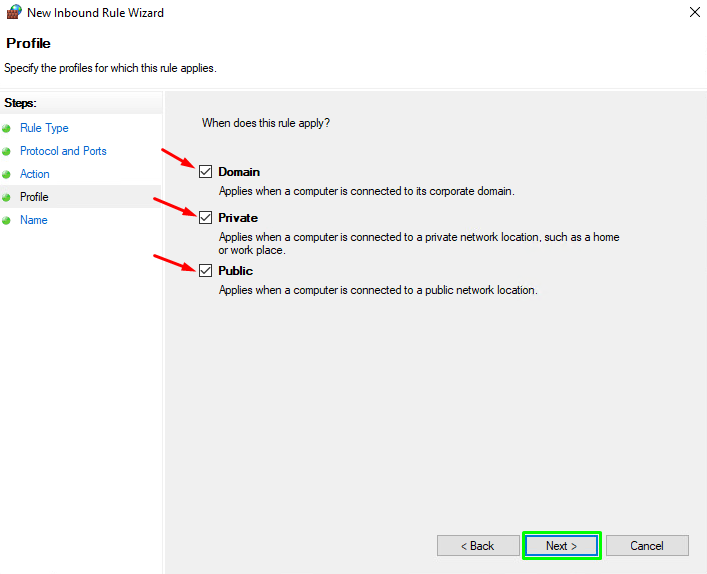 New Inbound Rule Wizard
Profile
Specify the profiles for which this rule applies.
Steps:
Rule Type
Protocol and Ports
Action
Profile
Name
When does this rule apply?
Domain
Applies when a computer is connected to its corporate domain.
Private
Applies when a computer is connected to a private network location, such as a home
or work place.
Public
Applies when a computer is connected to a public network location.
< Back
Next >
Cancel